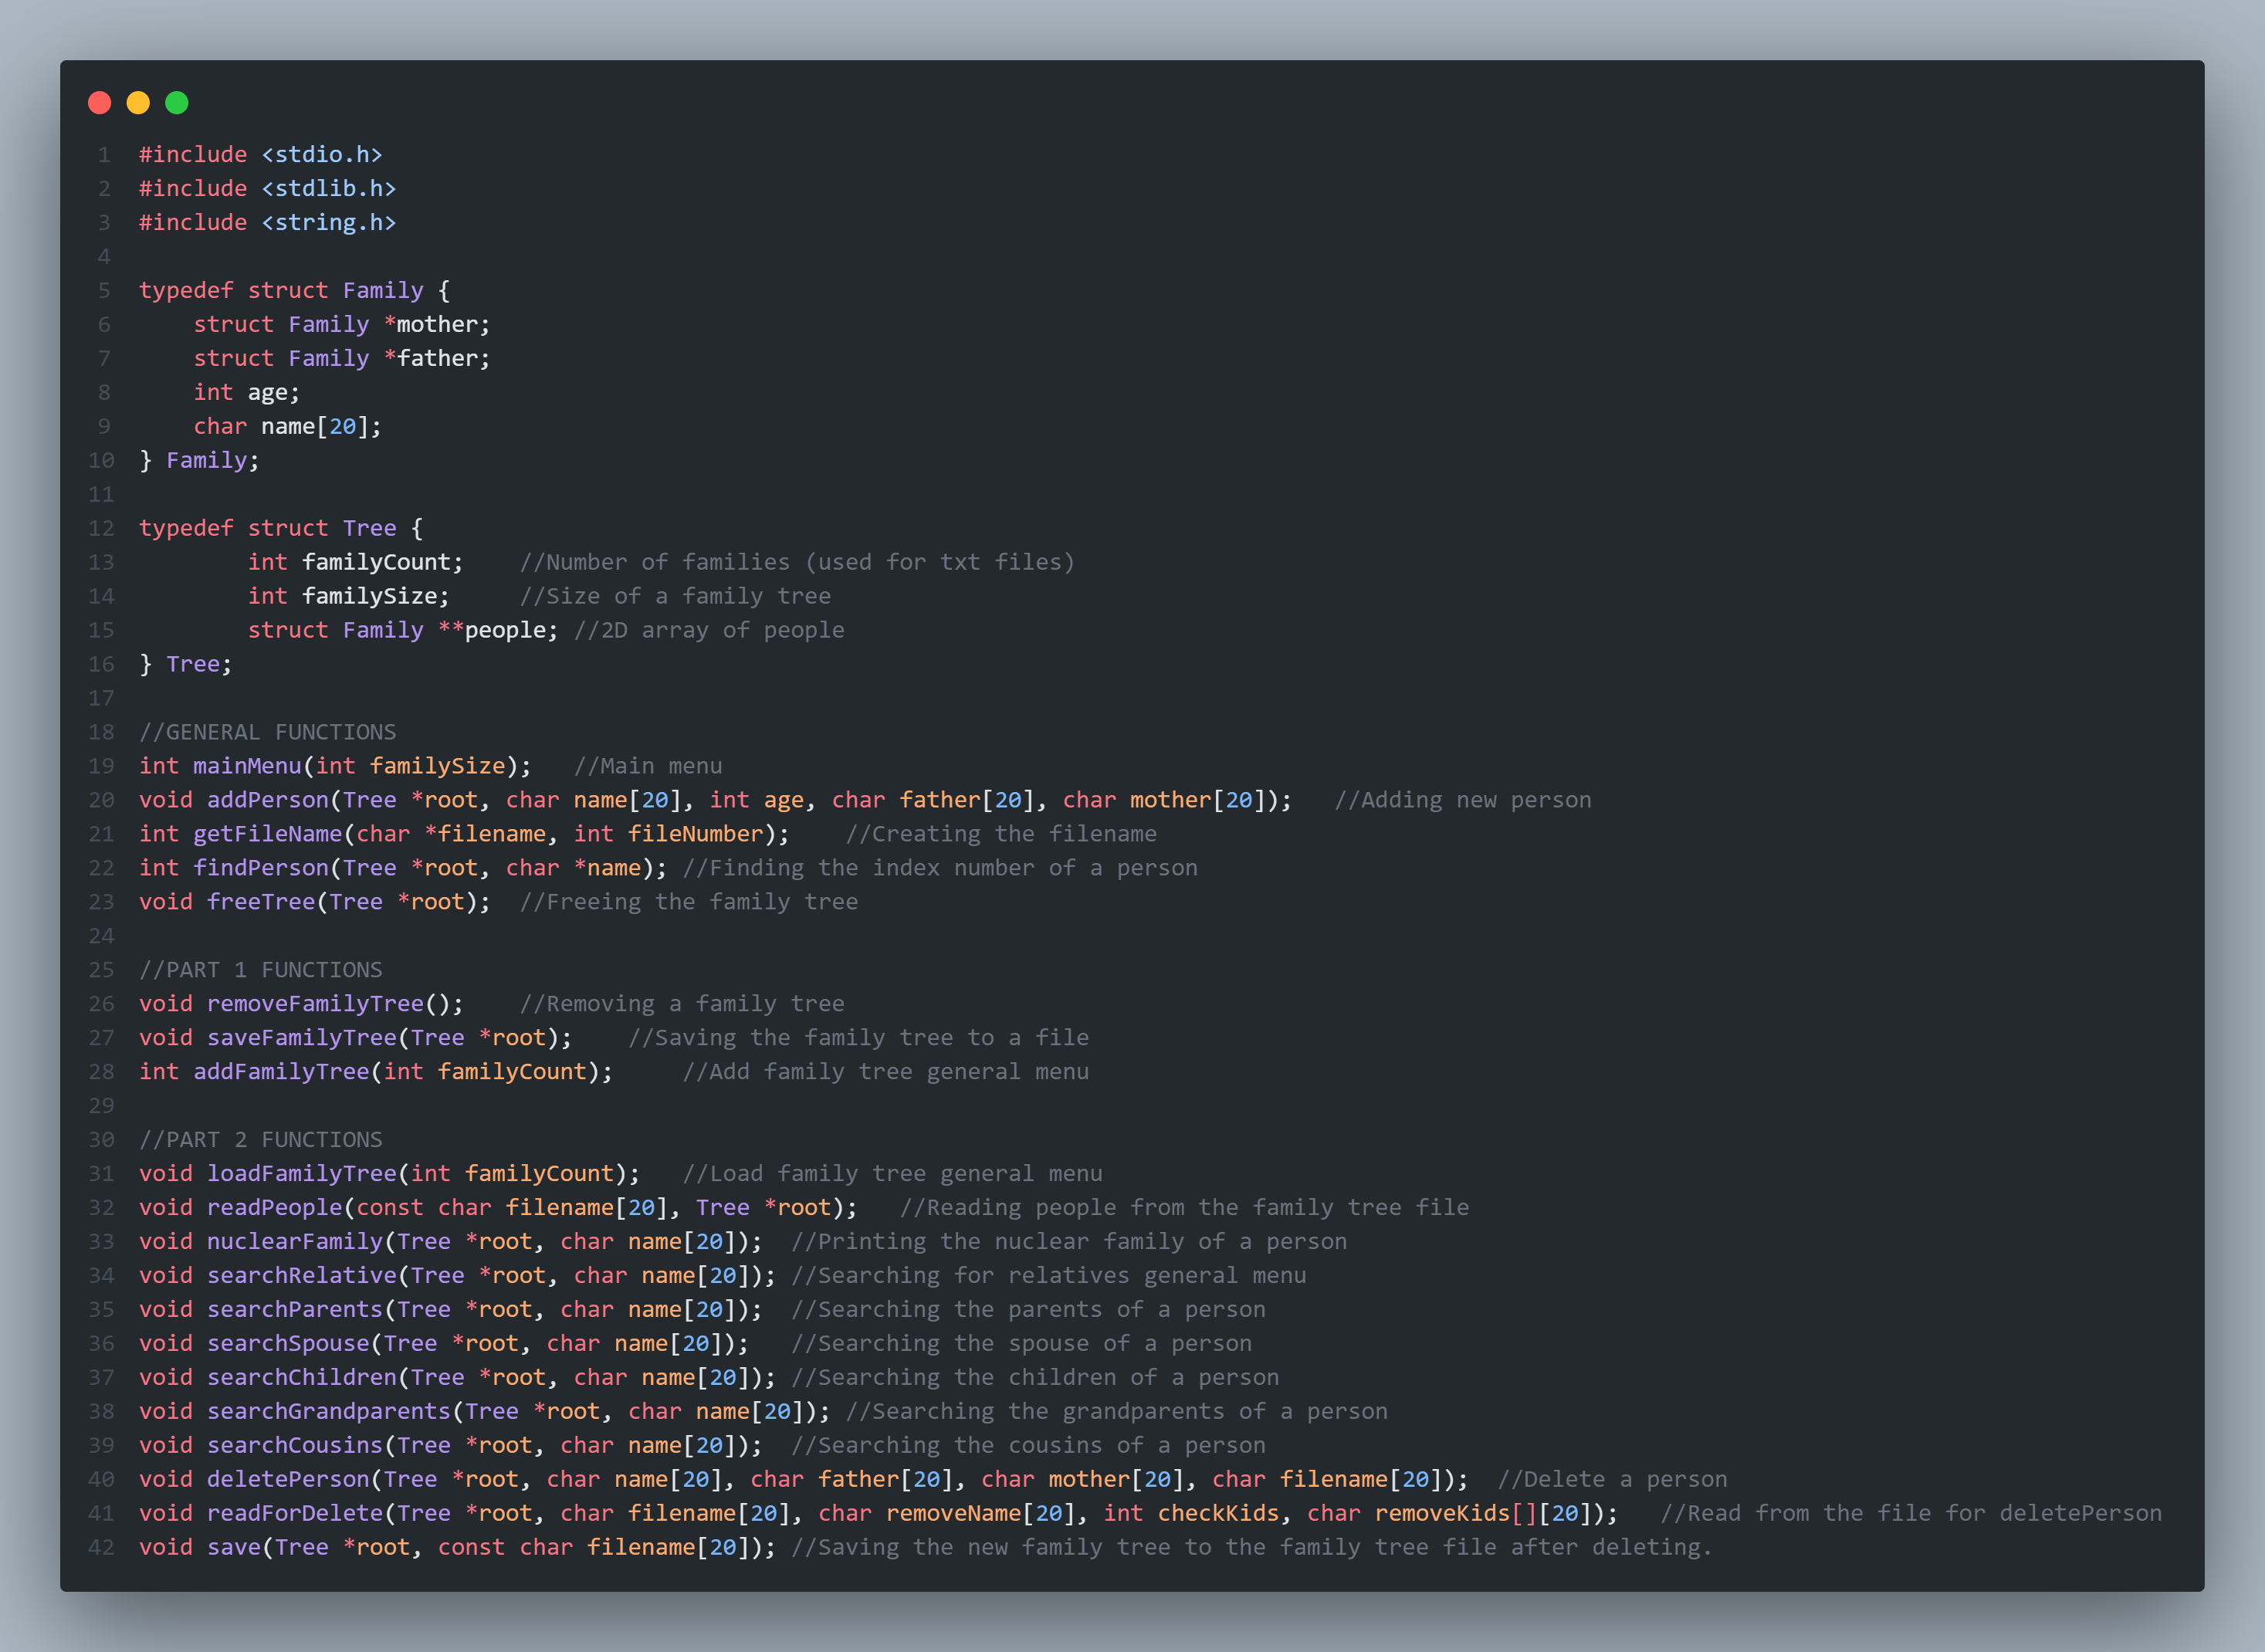 1 #include <stdio.h>
2 #include <stdlib.h>
3 #include <string.h>
4
5 typedef struct Family {
6     struct Family *mother;
7     struct Family *father;
8     int age;
9     char name[20];
10 } Family;
11
12 typedef struct Tree {
13         int familyCount;    //Number of families (used for txt files)
14         int familySize;     //Size of a family tree
15         struct Family **people; //2D array of people
16 } Tree;
17
18 //GENERAL FUNCTIONS
19 int mainMenu(int familySize);   //Main menu
20 void addPerson(Tree *root, char name[20], int age, char father[20], char mother[20]);   //Adding new person
21 int getFileName(char *filename, int fileNumber);    //Creating the filename
22 int findPerson(Tree *root, char *name); //Finding the index number of a person
23 void freeTree(Tree *root);  //Freeing the family tree
24
25 //PART 1 FUNCTIONS
26 void removeFamilyTree();    //Removing a family tree
27 void saveFamilyTree(Tree *root);    //Saving the family tree to a file
28 int addFamilyTree(int familyCount);     //Add family tree general menu
29
30 //PART 2 FUNCTIONS
31 void loadFamilyTree(int familyCount);   //Load family tree general menu
32 void readPeople(const char filename[20], Tree *root);   //Reading people from the family tree file
33 void nuclearFamily(Tree *root, char name[20]);  //Printing the nuclear family of a person
34 void searchRelative(Tree *root, char name[20]); //Searching for relatives general menu
35 void searchParents(Tree *root, char name[20]);  //Searching the parents of a person
36 void searchSpouse(Tree *root, char name[20]);   //Searching the spouse of a person
37 void searchChildren(Tree *root, char name[20]); //Searching the children of a person
38 void searchGrandparents(Tree *root, char name[20]); //Searching the grandparents of a person
39 void searchCousins(Tree *root, char name[20]);  //Searching the cousins of a person
40 void deletePerson(Tree *root, char name[20], char father[20], char mother[20], char filename[20]);  //Delete a person
41 void readForDelete(Tree *root, char filename[20], char removeName[20], int checkKids, char removeKids[][20]);   //Read from the file for deletePerson
42 void save(Tree *root, const char filename[20]); //Saving the new family tree to the family tree file after deleting.